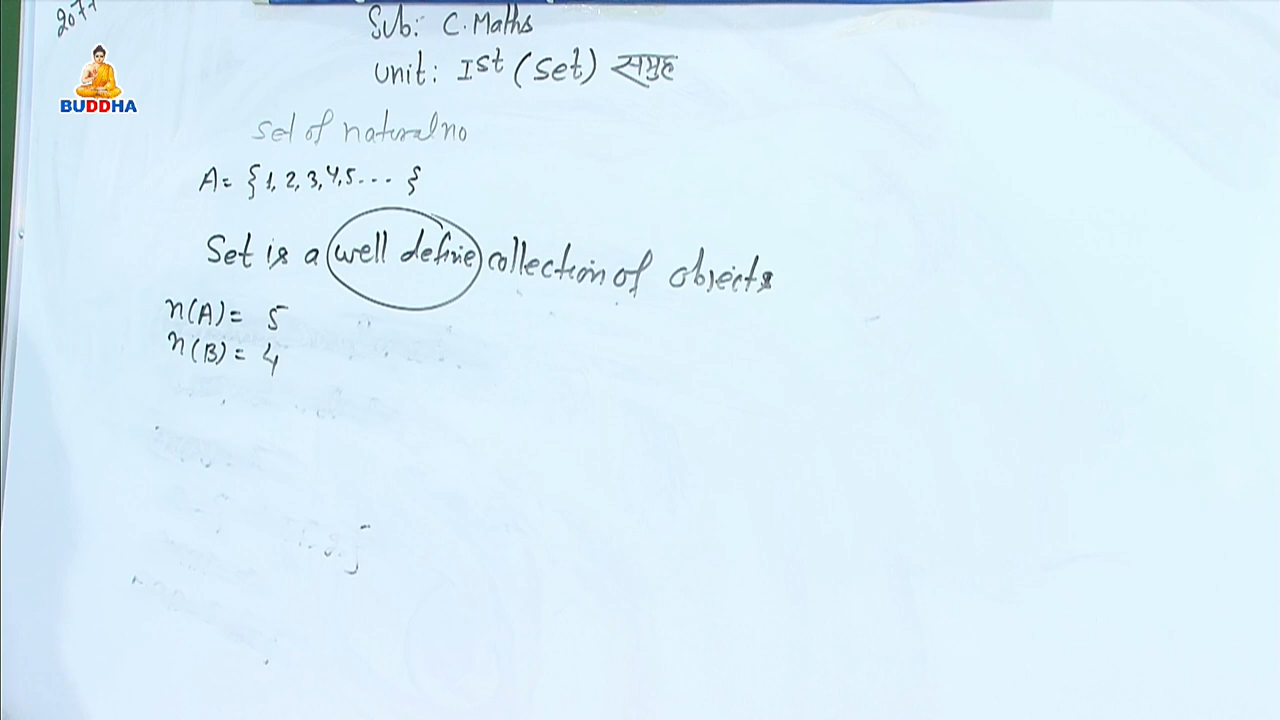 Sub: C. Maths
Unit: Ist (Set) समुह
BUDDHA
set of natural no
A= {1, 2, 3, 4, 5 ... }
Set is a well define collection of objects
n(A) = 5
n(B) = 4